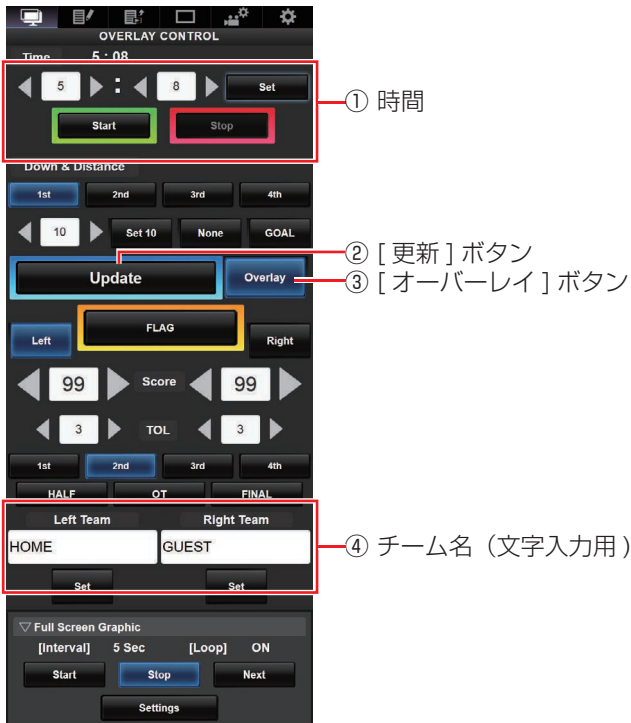 OVERLAY CONTROL
Time 5 : 08
5 : 8 Set
Start Stop
① 時間
Down & Distance
1st 2nd 3rd 4th
10 Set 10 None GOAL
② [ 更新 ] ボタン
Update Overlay
③ [ オーバーレイ ] ボタン
FLAG
Left Right
99 Score 99
3 TOL 3
1st 2nd 3rd 4th
HALF OT FINAL
Left Team Right Team
HOME GUEST
④ チーム名（文字入力用 )
Set Set
▽ Full Screen Graphic
[Interval] 5 Sec [Loop] ON
Start Stop Next
Settings